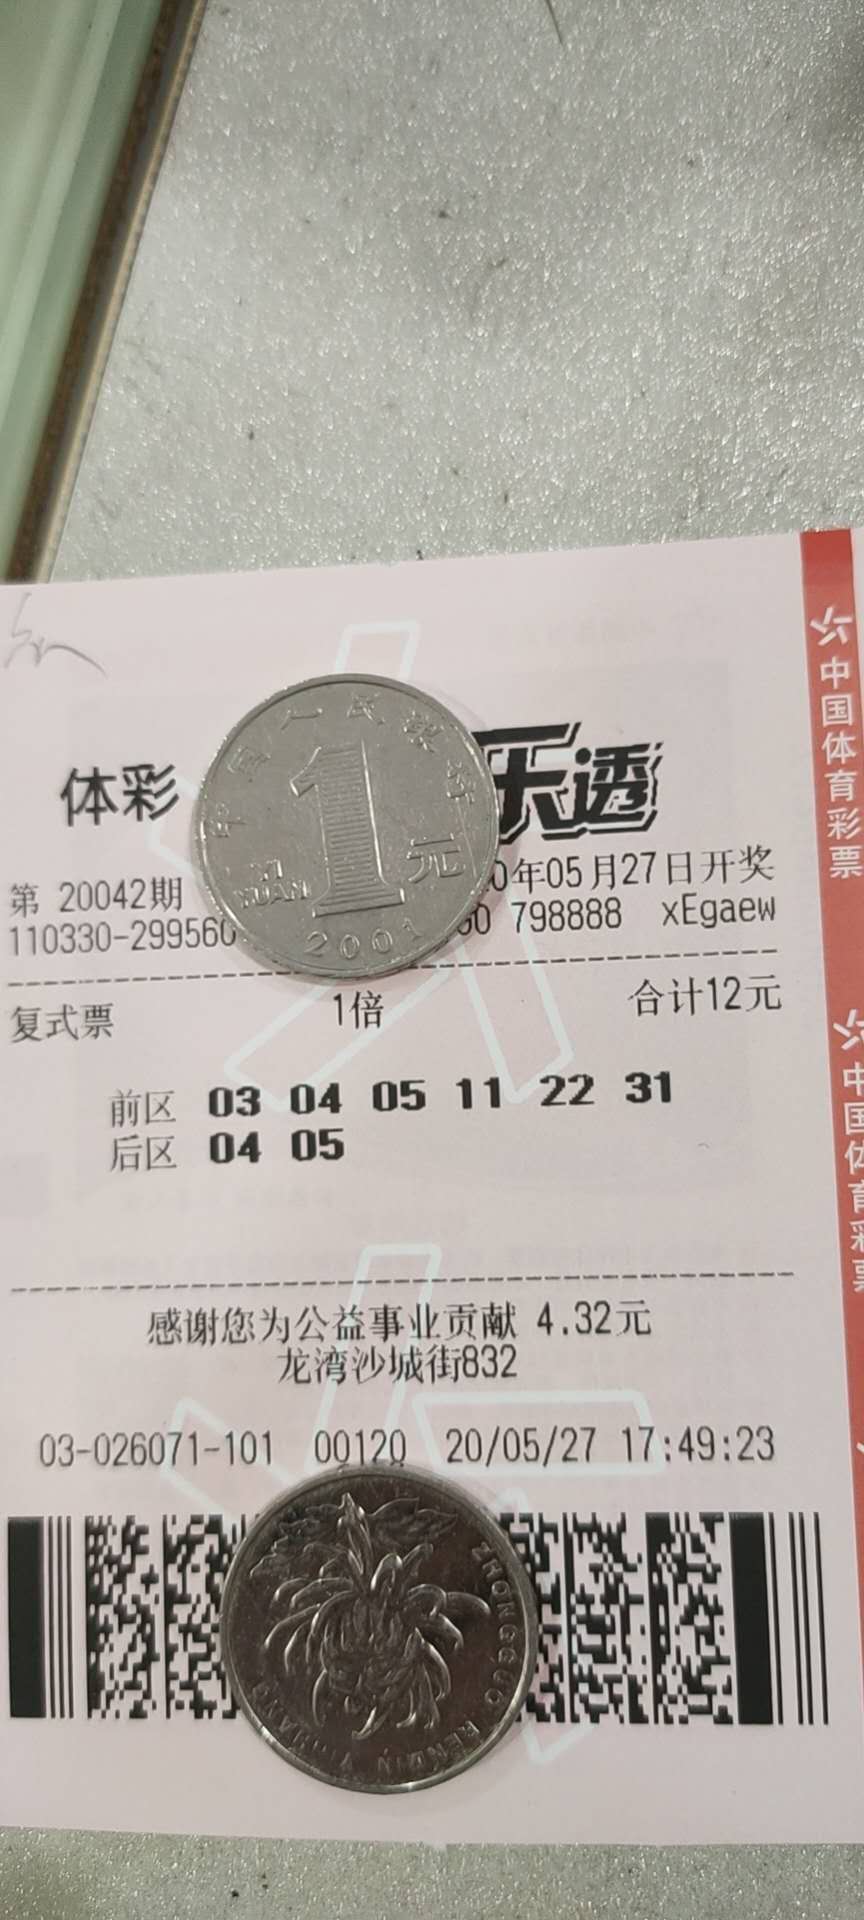 体彩
乐透
第 20042期
0年05月27日开奖
110330-299560
60 798888 xEgaew
复式票 1倍 合计12元
前区 03 04 05 11 22 31
后区 04 05
感谢您为公益事业贡献 4.32元
龙湾沙城街832
03-026071-101 00120 20/05/27 17:49:23
中国人民银行
1
元
YI
YUAN
2001
ZHONGGUO RENMIN YINHANG
中国体育彩票
中国体育彩票